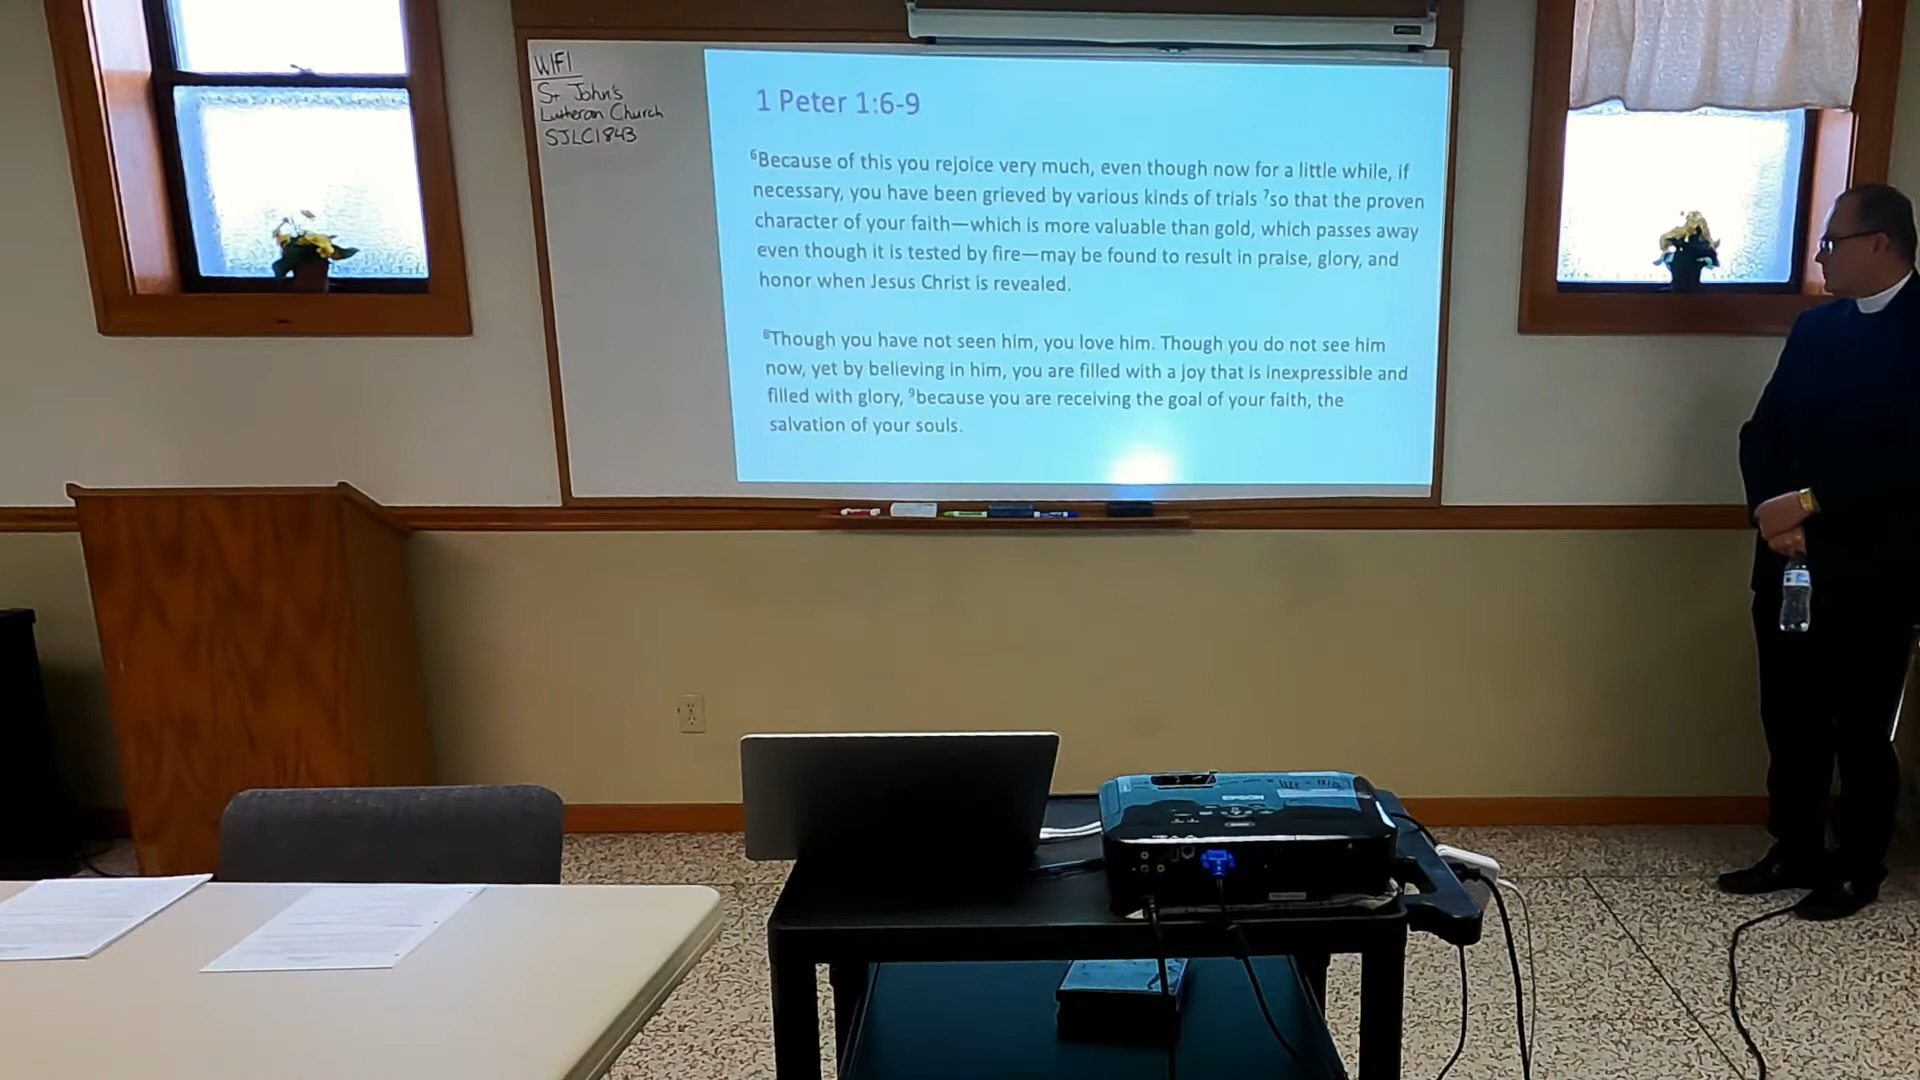 WIFI
St John's
Lutheran Church
SJLC1843
1 Peter 1:6-9
⁶Because of this you rejoice very much, even though now for a little while, if
necessary, you have been grieved by various kinds of trials ⁷so that the proven
character of your faith—which is more valuable than gold, which passes away
even though it is tested by fire—may be found to result in praise, glory, and
honor when Jesus Christ is revealed.
⁸Though you have not seen him, you love him. Though you do not see him
now, yet by believing in him, you are filled with a joy that is inexpressible and
filled with glory, ⁹because you are receiving the goal of your faith, the
salvation of your souls.
EPSON